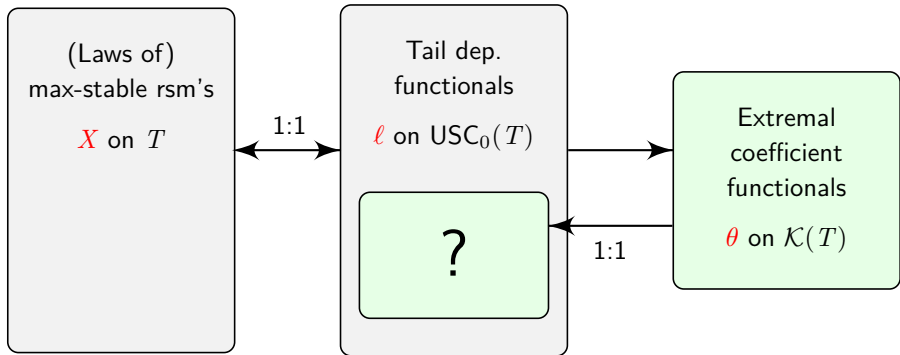 (Laws of)
max-stable rsm's
X on T
1:1
Tail dep.
functionals
ℓ on USC₀(T)
?
1:1
Extremal
coefficient
functionals
θ on 𝒦(T)